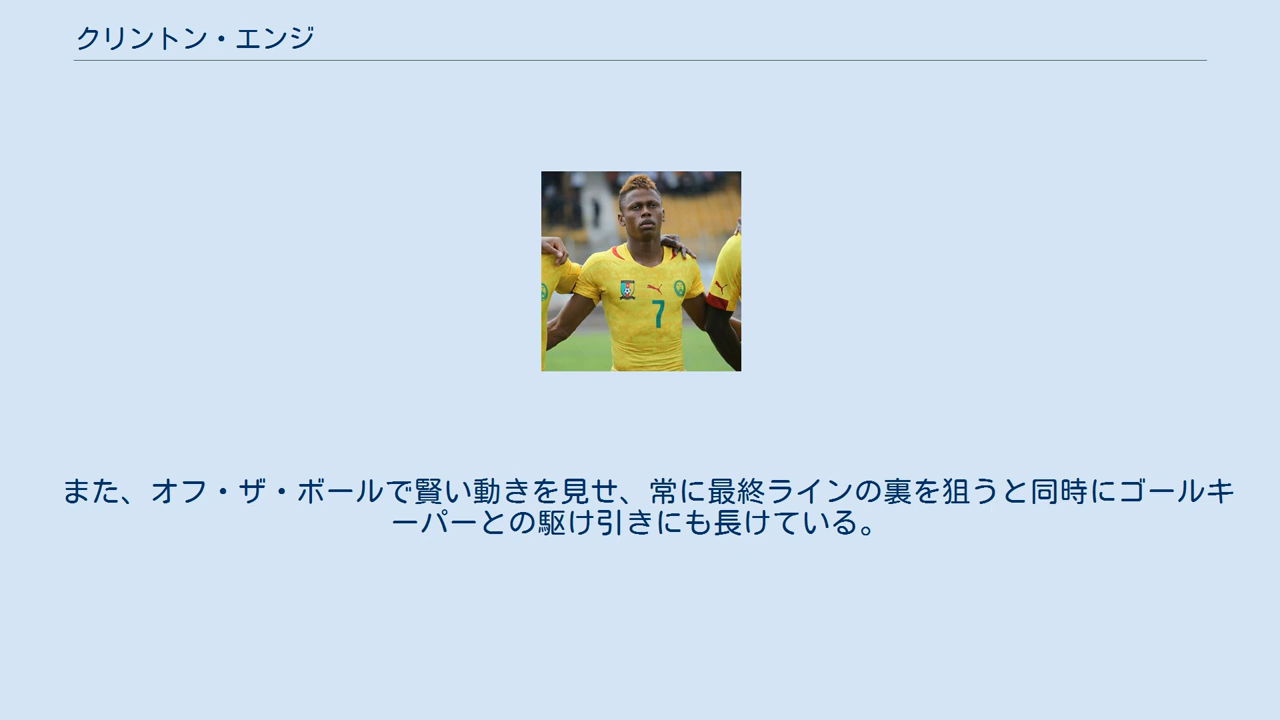 クリントン・エンジ
7
また、オフ・ザ・ボールで賢い動きを見せ、常に最終ラインの裏を狙うと同時にゴールキ
ーパーとの駆け引きにも長けている。